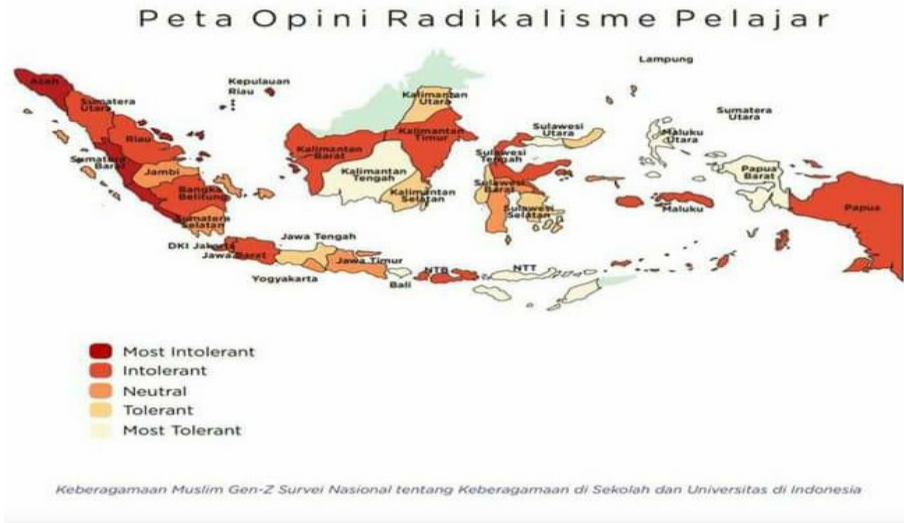 Peta Opini Radikalisme Pelajar
Lampung
Aceh
Kepulauan
Riau
Kalimantan
Utara
Sumatera
Utara
Sumatera
Utara
Riau
Kalimantan
Timur
Sulawesi
Utara
Maluku
Utara
Kalimantan
Barat
Sulawesi
Tengah
Sumatera
Barat
Jambi
Kalimantan
Tengah
Papua
Barat
Bangka
Belitung
Kalimantan
Selatan
Sulawesi
Barat
Sulawesi
Selatan
Maluku
Papua
Sumatera
Selatan
DKI Jakarta
Jawa Barat
Jawa Tengah
Jawa Timur
Yogyakarta
Bali
NTB
NTT
Most Intolerant
Intolerant
Neutral
Tolerant
Most Tolerant
Keberagamaan Muslim Gen-Z Survei Nasional tentang Keberagamaan di Sekolah dan Universitas di Indonesia